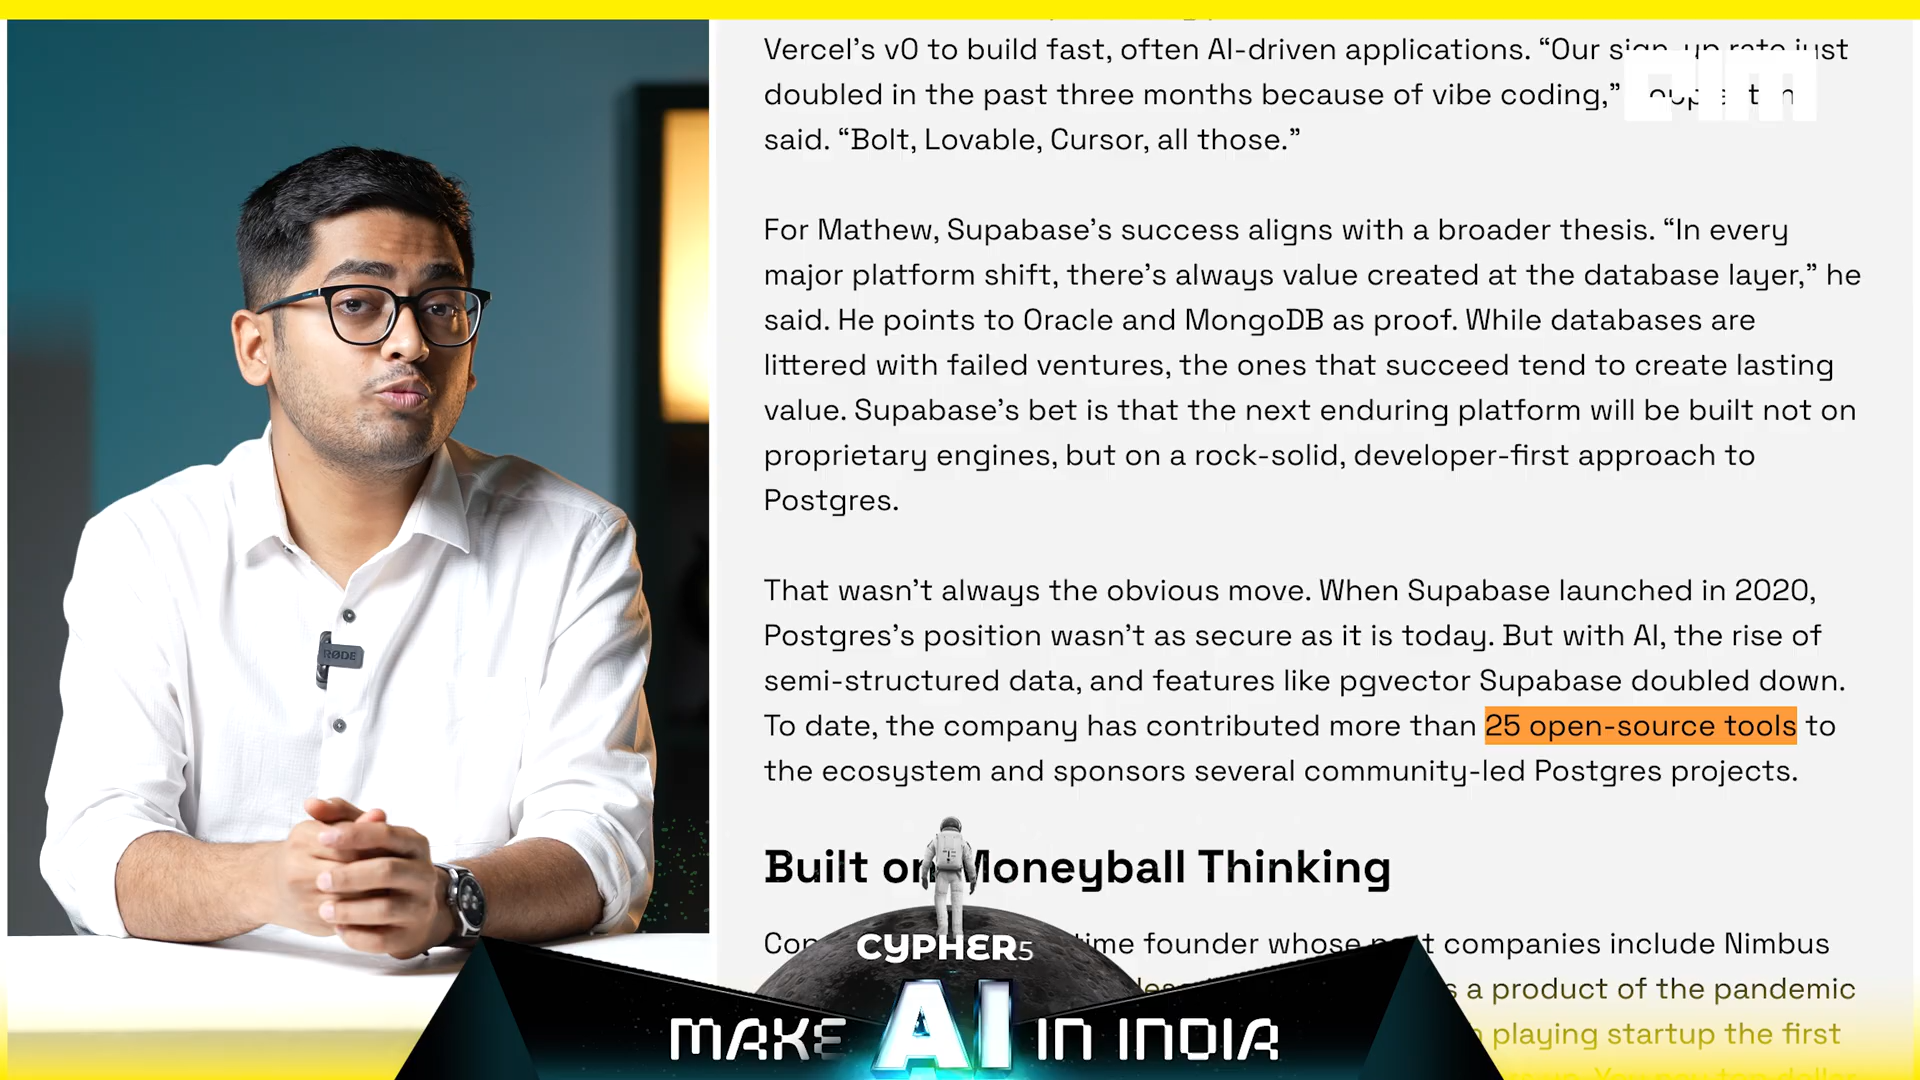 Vercel's v0 to build fast, often AI-driven applications. “Our sign-up rate just
doubled in the past three months because of vibe coding,”
said. “Bolt, Lovable, Cursor, all those.”
For Mathew, Supabase's success aligns with a broader thesis. “In every
major platform shift, there's always value created at the database layer,” he
said. He points to Oracle and MongoDB as proof. While databases are
littered with failed ventures, the ones that succeed tend to create lasting
value. Supabase's bet is that the next enduring platform will be built not on
proprietary engines, but on a rock-solid, developer-first approach to
Postgres.
That wasn't always the obvious move. When Supabase launched in 2020,
Postgres's position wasn't as secure as it is today. But with AI, the rise of
semi-structured data, and features like pgvector Supabase doubled down.
To date, the company has contributed more than 25 open-source tools to
the ecosystem and sponsors several community-led Postgres projects.
Built on Moneyball Thinking
founder whose companies include Nimbus
a product of the pandemic
playing startup the first
AIM
RØDE
CYPHER25
MAKE AI IN INDIA